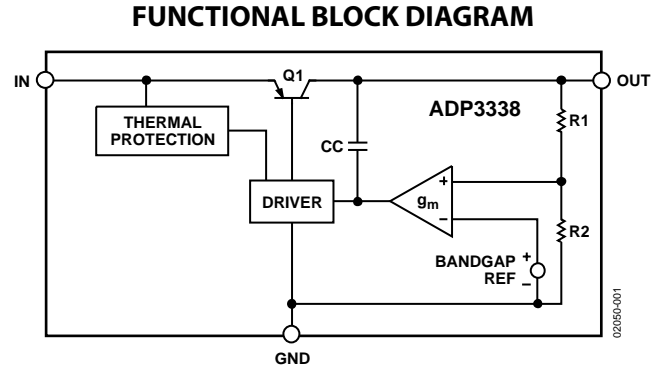 FUNCTIONAL BLOCK DIAGRAM
IN
Q1
OUT
THERMAL
PROTECTION
ADP3338
R1
CC
DRIVER
gm
+
−
R2
BANDGAP
REF
+
−
GND
02050-001